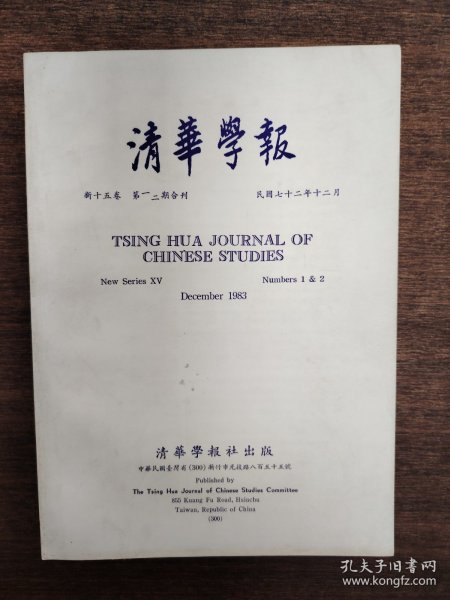 清華學報
新十五卷 第一二期合刊 民國七十二年十二月
TSING HUA JOURNAL OF
CHINESE STUDIES
New Series XV Numbers 1 & 2
December 1983
清華學報社出版
中華民國臺灣省(300)新竹市光復路八百五十五號
Published by
The Tsing Hua Journal of Chinese Studies Committee
855 Kuang Fu Road, Hsinchu
Taiwan, Republic of China
(300)
孔夫子旧书网
www.kongfz.com